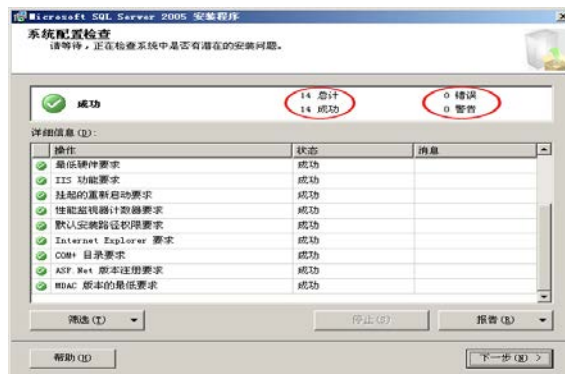 Microsoft SQL Server 2005 安装程序
系统配置检查
请等待，正在检查系统中是否有潜在的安装问题。
成功
14 总计
0 错误
14 成功
0 警告
详细信息(D):
操作 状态 消息
最低硬件要求 成功
IIS 功能要求 成功
挂起的重新启动要求 成功
性能监视器计数器要求 成功
默认安装路径权限要求 成功
Internet Explorer 要求 成功
COM+ 目录要求 成功
ASP.Net 版本注册要求 成功
MDAC 版本的最低要求 成功
筛选(T) 停止(S) 报告(R)
帮助(H) 下一步(N) >